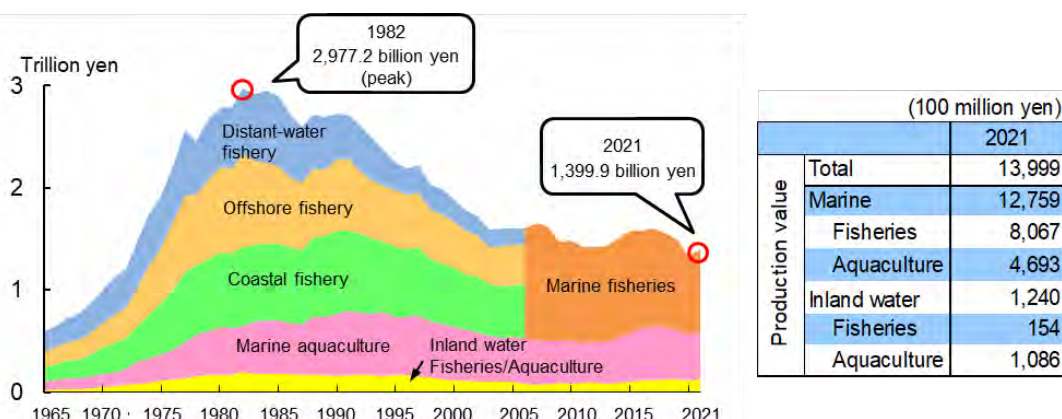 1982
2,977.2 billion yen
(peak)
Trillion yen
3
2
1
0
Distant-water
fishery
Offshore fishery
Coastal fishery
Marine aquaculture
Inland water
Fisheries/Aquaculture
Marine fisheries
2021
1,399.9 billion yen
1965 1970 1975 1980 1985 1990 1995 2000 2005 2010 2015 2021
(100 million yen)
2021
Production value
Total 13,999
Marine 12,759
Fisheries 8,067
Aquaculture 4,693
Inland water 1,240
Fisheries 154
Aquaculture 1,086